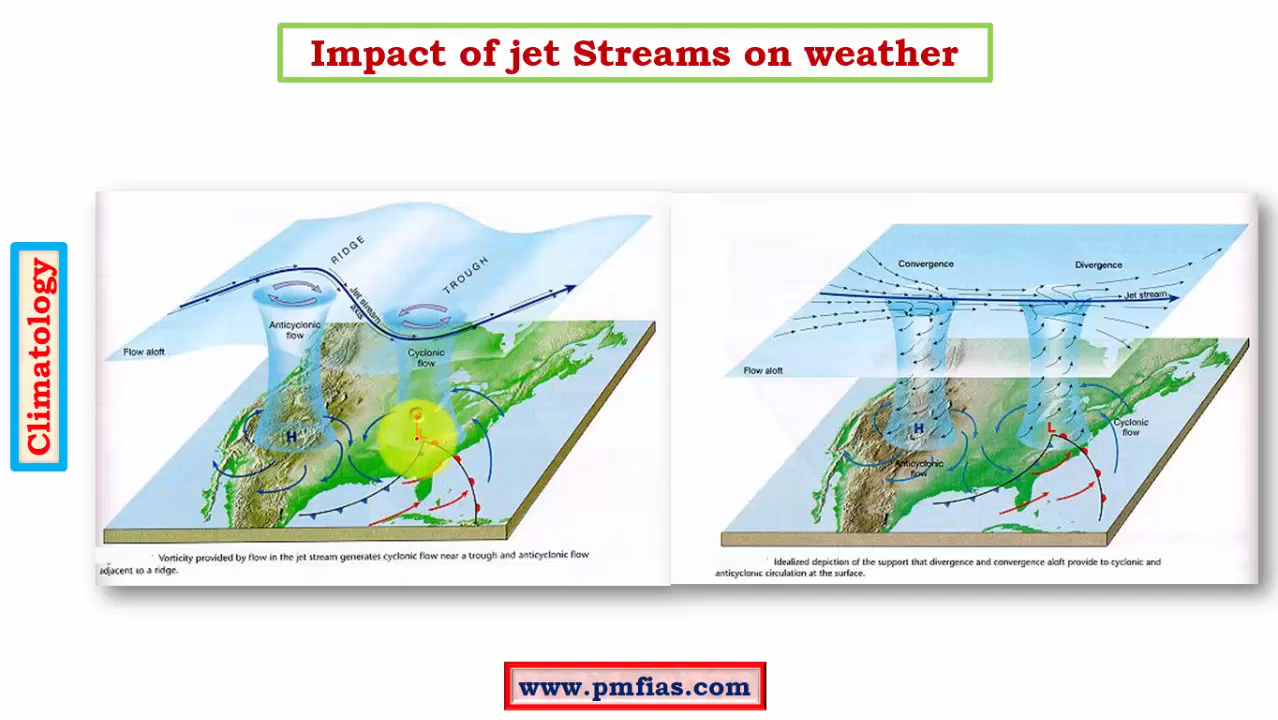 Impact of jet Streams on weather
Climatology
RIDGE
TROUGH
Jet stream
axis
Anticyclonic
flow
Cyclonic
flow
Flow aloft
H
Vorticity provided by flow in the jet stream generates cyclonic flow near a trough and anticyclonic flow
adjacent to a ridge.
Convergence
Divergence
Jet stream
Flow aloft
H
L
Cyclonic
flow
Anticyclonic
flow
Idealized depiction of the support that divergence and convergence aloft provide to cyclonic and
anticyclonic circulation at the surface.
www.pmfias.com